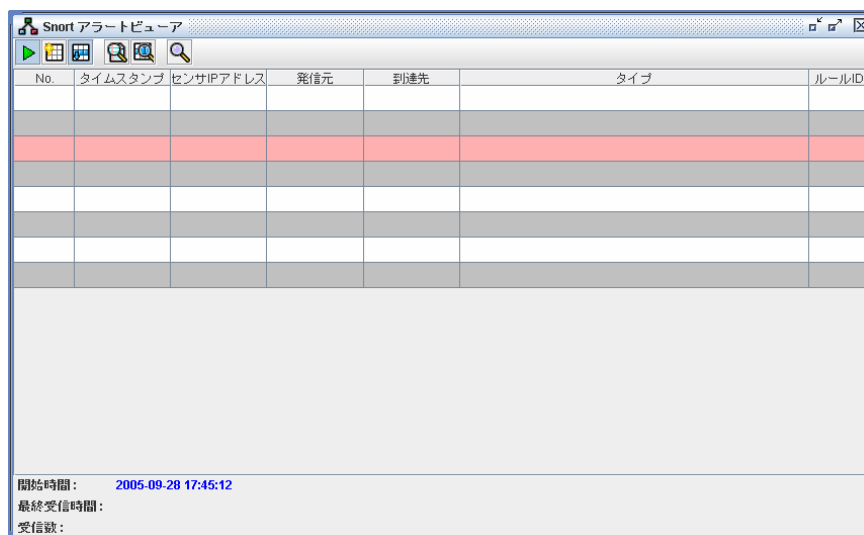 Snort アラートビューア
No. タイムスタンプ センサIPアドレス 発信元 到達先 タイプ ルールID
開始時間： 2005-09-28 17:45:12
最終受信時間：
受信数：